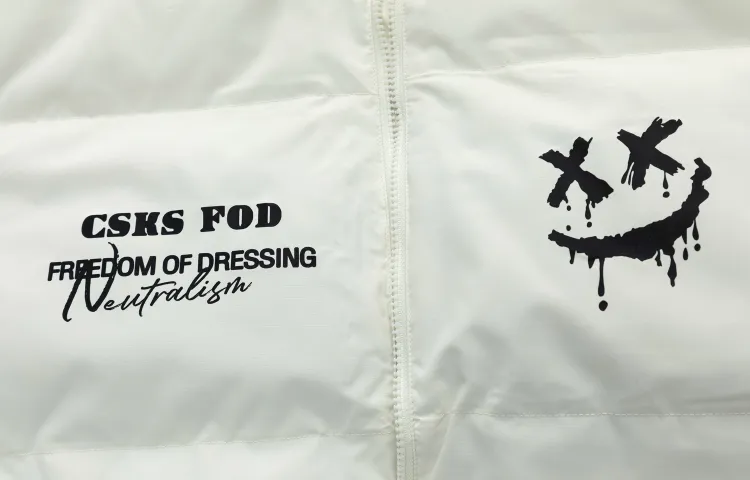 CSKS FOD
FREEDOM OF DRESSING
Neutralism